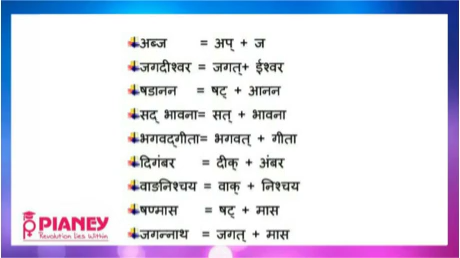 अब्ज = अप् + ज
जगदीश्वर = जगत्+ ईश्वर
षडानन = षट् + आनन
सद् भावना= सत् + भावना
भगवद्‌गीता= भगवत् + गीता
दिगंबर = दीक् + अंबर
वाडनिश्चय = वाक् + निश्चय
षण्मास = षट् + मास
जगन्नाथ = जगत् + मास
PIANEY
Revolution lies Within